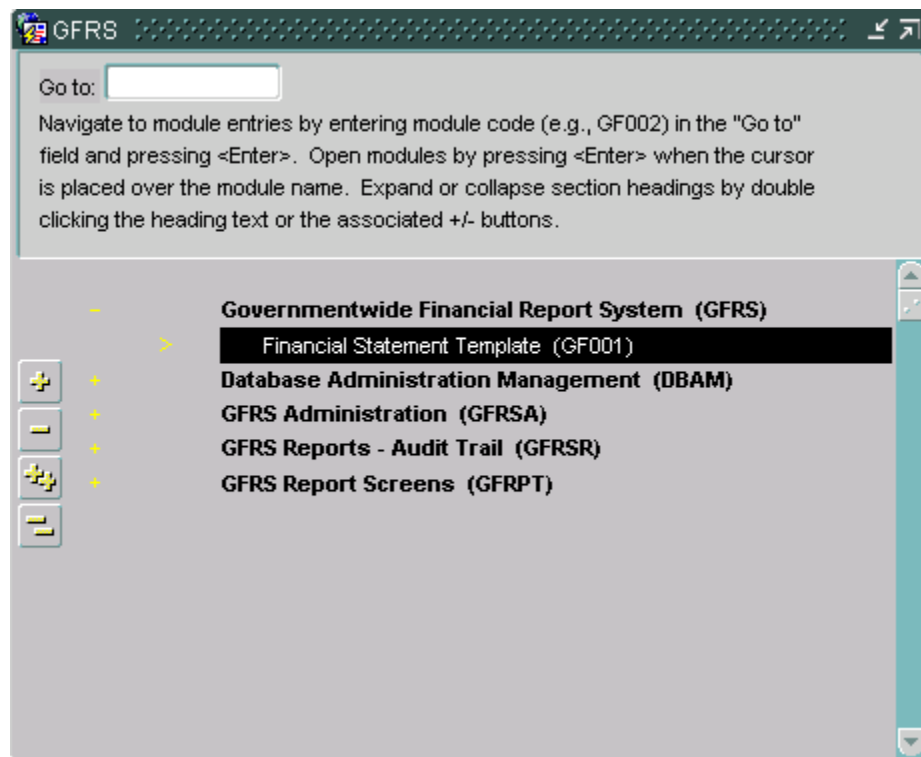 GFRS
Go to:
Navigate to module entries by entering module code (e.g., GF002) in the "Go to"
field and pressing <Enter>. Open modules by pressing <Enter> when the cursor
is placed over the module name. Expand or collapse section headings by double
clicking the heading text or the associated +/- buttons.
- Governmentwide Financial Report System (GFRS)
> Financial Statement Template (GF001)
+ Database Administration Management (DBAM)
+ GFRS Administration (GFRSA)
+ GFRS Reports - Audit Trail (GFRSR)
+ GFRS Report Screens (GFRPT)